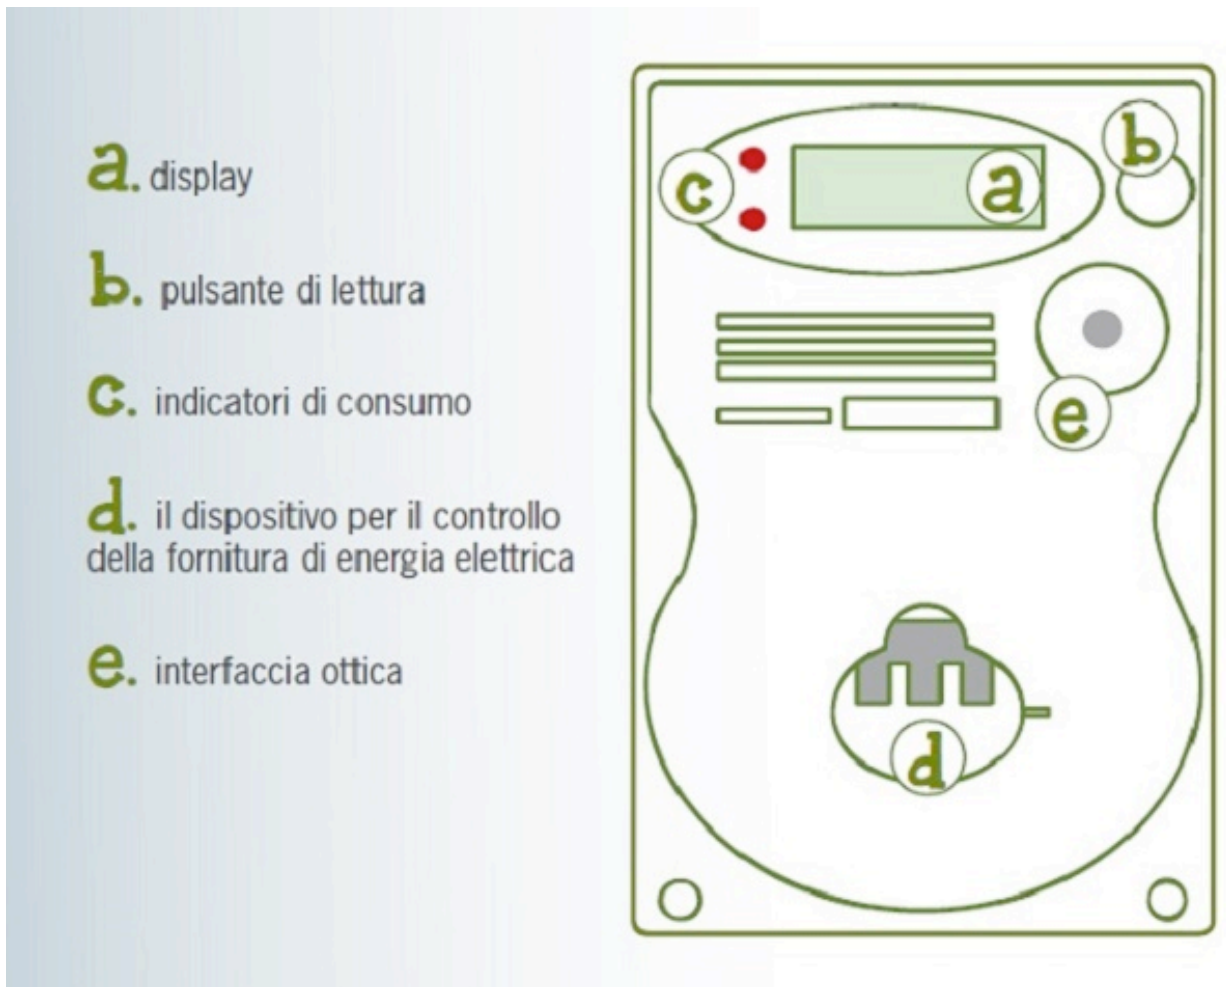 a. display
b. pulsante di lettura
c. indicatori di consumo
d. il dispositivo per il controllo
della fornitura di energia elettrica
e. interfaccia ottica
b
c
a
e
d